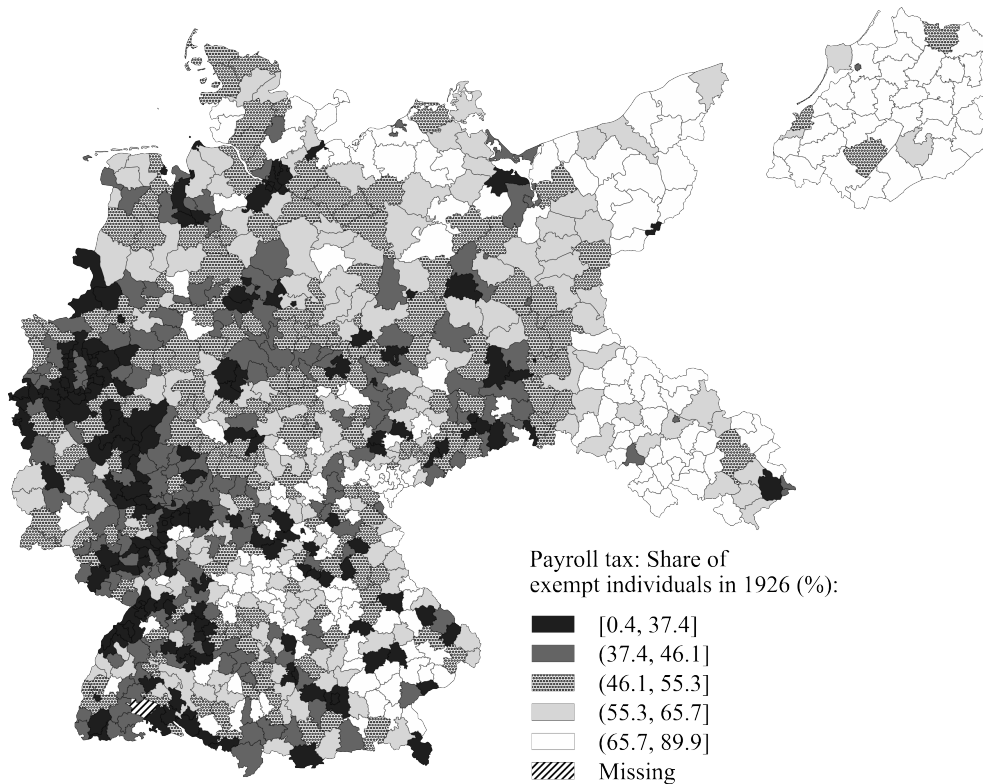 Payroll tax: Share of
exempt individuals in 1926 (%):
[0.4, 37.4]
(37.4, 46.1]
(46.1, 55.3]
(55.3, 65.7]
(65.7, 89.9]
Missing